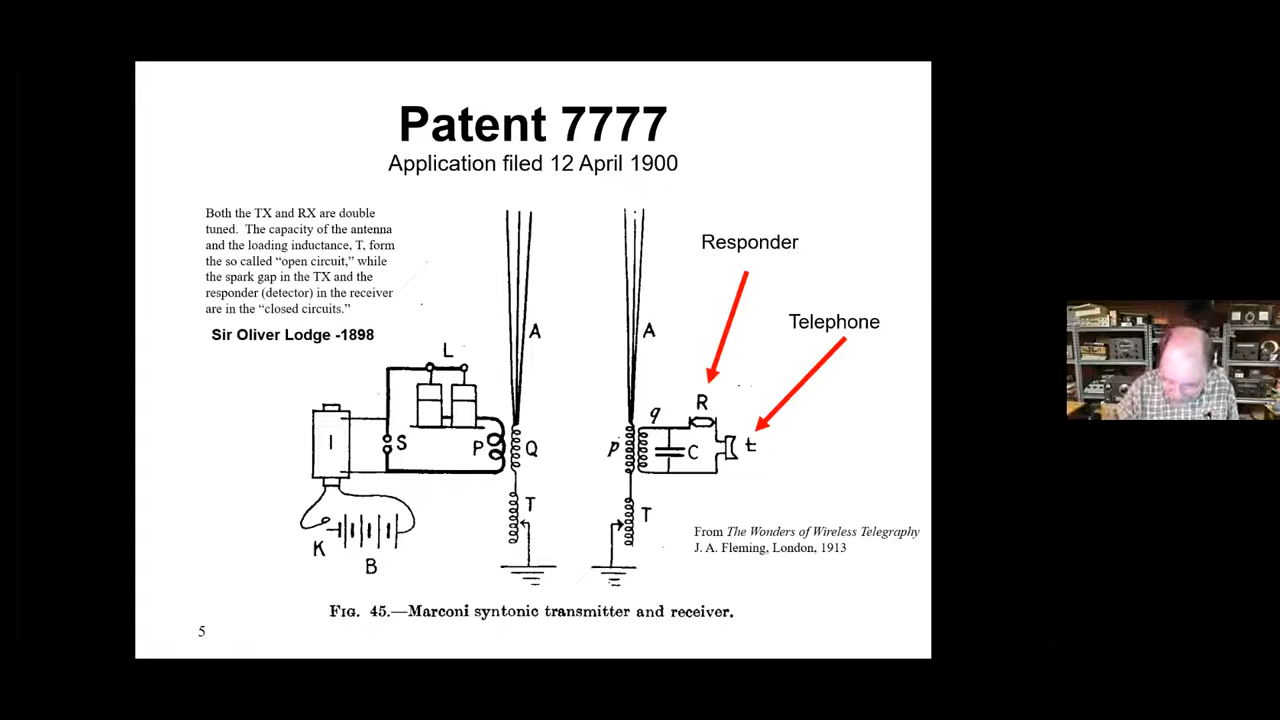 Patent 7777
Application filed 12 April 1900
Both the TX and RX are double
tuned. The capacity of the antenna
and the loading inductance, T, form
the so called “open circuit,” while
the spark gap in the TX and the
responder (detector) in the receiver
are in the “closed circuits.”
Sir Oliver Lodge -1898
Responder
Telephone
A
A
L
I
S
P
Q
T
K
B
p
q
R
C
t
T
From The Wonders of Wireless Telegraphy
J. A. Fleming, London, 1913
FIG. 45.—Marconi syntonic transmitter and receiver.
5